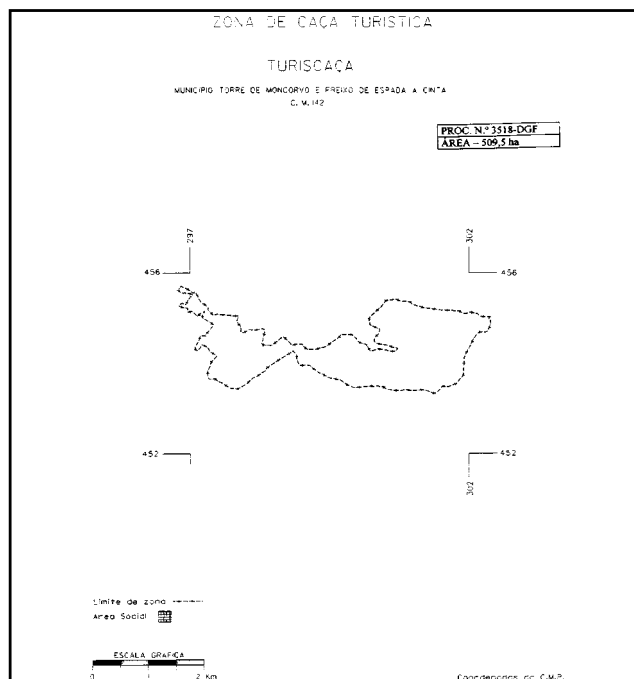 ZONA DE CAÇA TURISTICA
TURISCAÇA
MUNICIPIO TORRE DE MONCORVO E FREIXO DE ESPADA A CINTA
C. M. 142
PROC. N.º 3518-DGF
ÁREA – 509,5 ha
297
302
456
456
452
452
302
Limite de zona
Area Social
ESCALA GRAFICA
0 1 2 Km
Coordenadas da C.M.P.